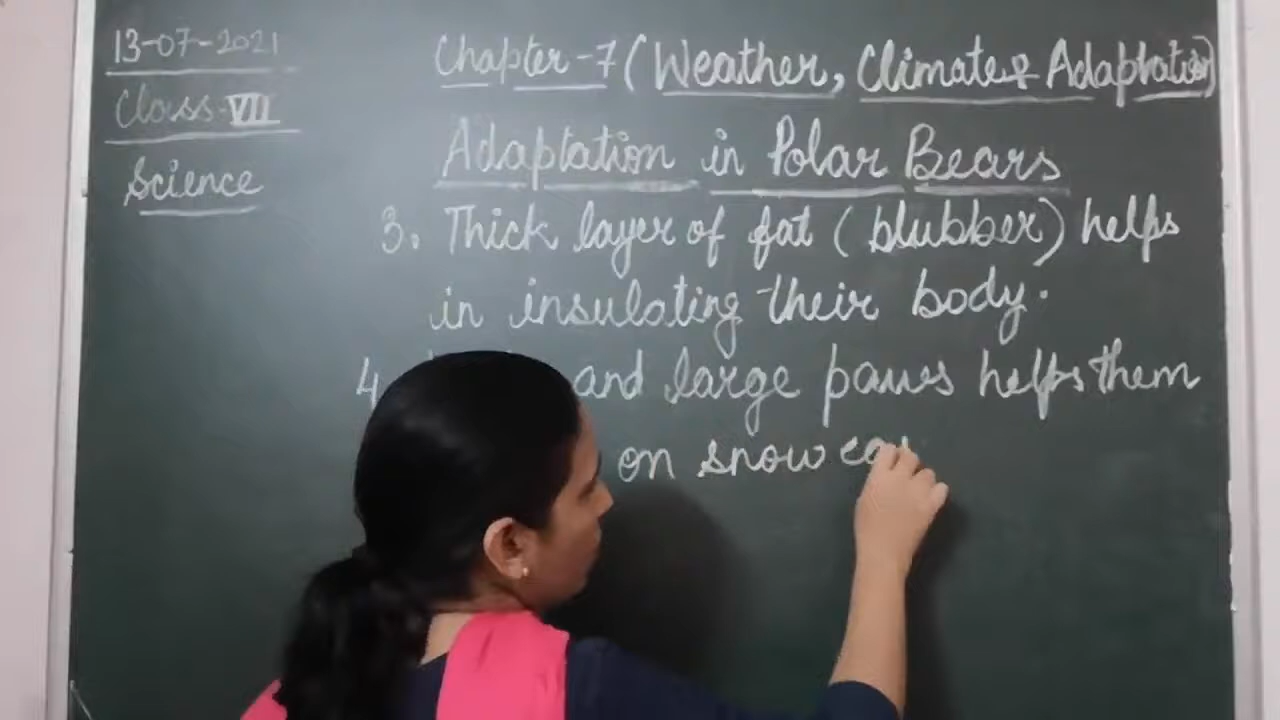 13-07-2021
Class-VII
Science
Chapter-7 (Weather, Climate & Adaptation)
Adaptation in Polar Bears
3. Thick layer of fat (blubber) helps
in insulating their body.
4 and large paws helps them
on snow